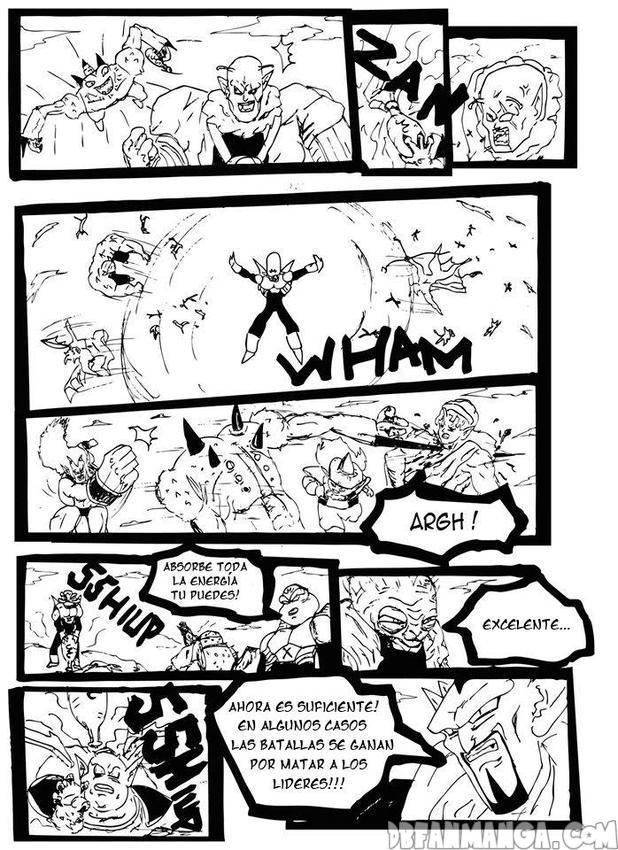 ZAN
WHAM
ARGH !
SSHIUP
ABSORBE TODA
LA ENERGÍA
TU PUEDES!
EXCELENTE...
SSHIUP
AHORA ES SUFICIENTE!
EN ALGUNOS CASOS
LAS BATALLAS SE GANAN
POR MATAR A LOS
LIDERES!!!
DBFANMANGA.COM